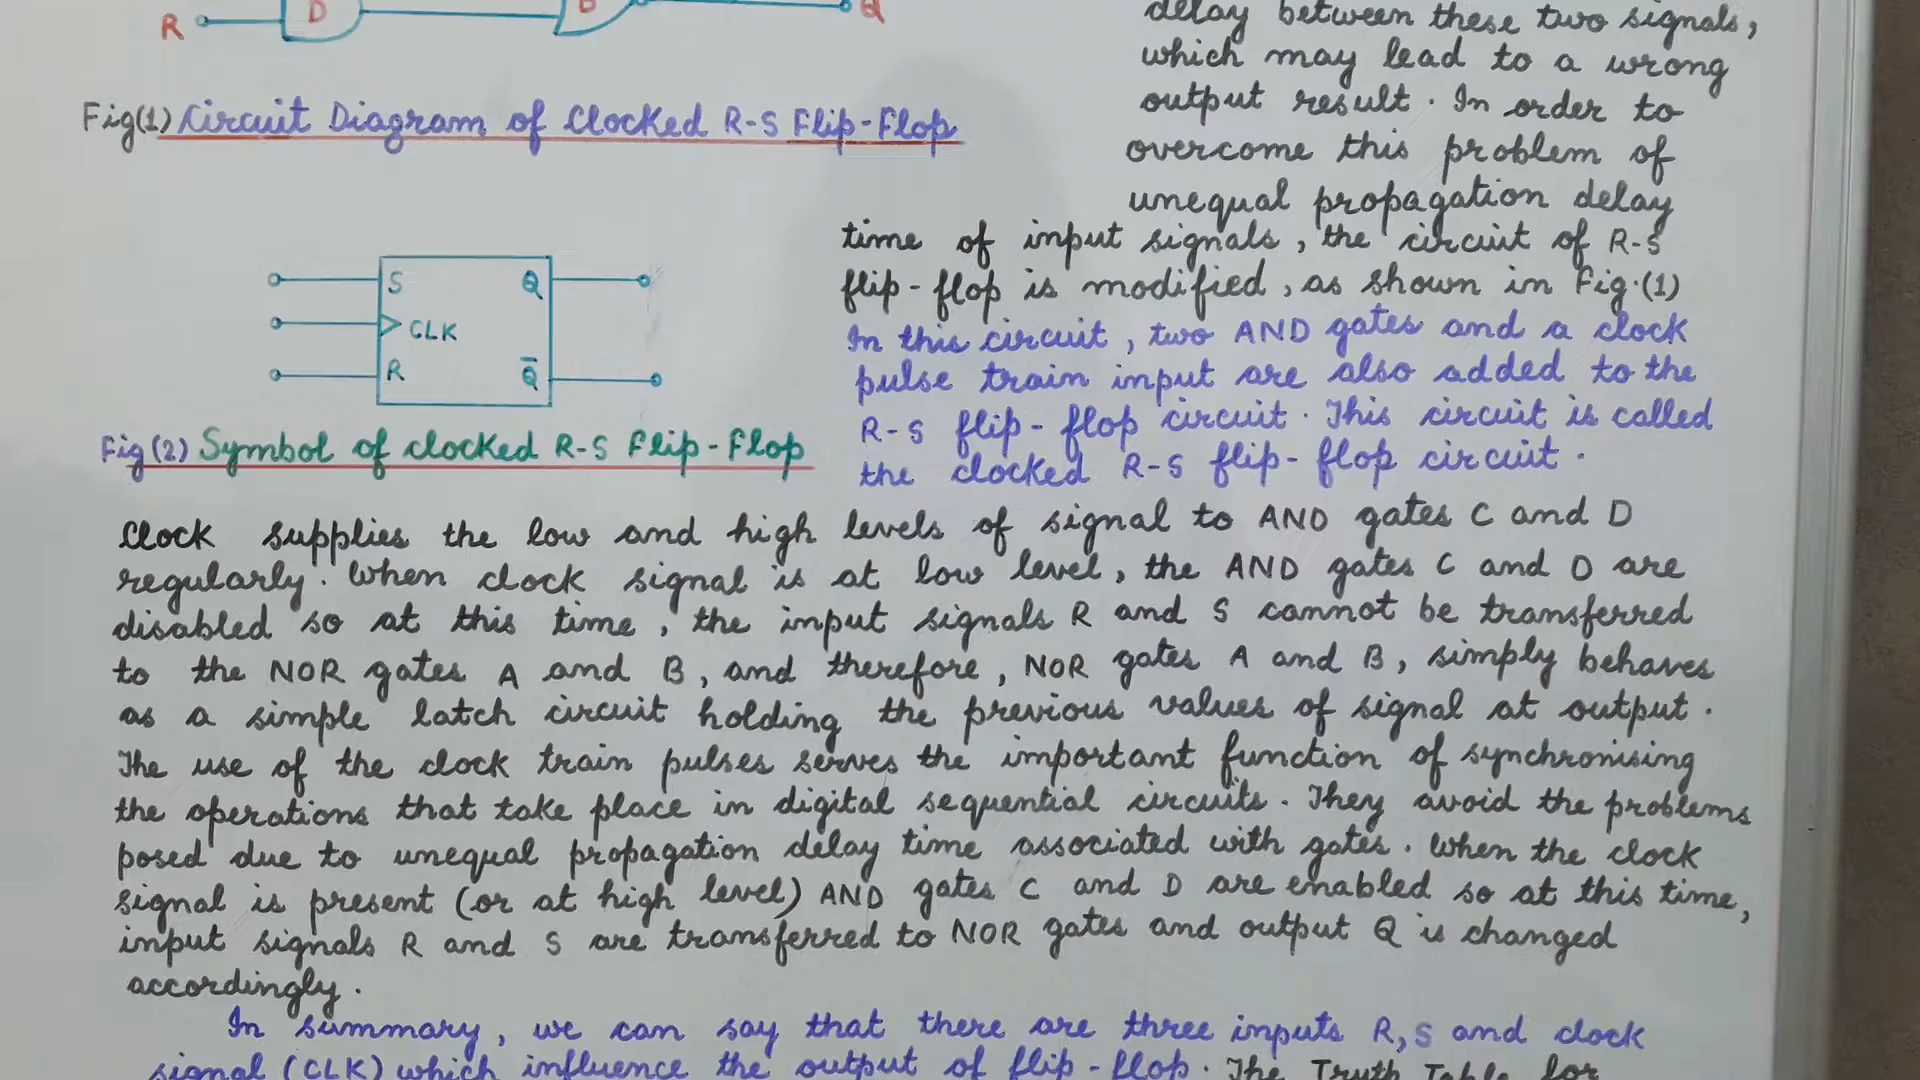 R
D
B
Q
Fig(1) Circuit Diagram of Clocked R-S Flip-Flop
delay between these two signals,
which may lead to a wrong
output result. In order to
overcome this problem of
unequal propagation delay
time of input signals, the circuit of R-S
flip-flop is modified, as shown in Fig.(1)
In this circuit, two AND gates and a clock
pulse train input are also added to the
R-S flip-flop circuit. This circuit is called
the clocked R-S flip-flop circuit.
S Q
CLK
R Q̅
Fig(2) Symbol of clocked R-S Flip-Flop
Clock supplies the low and high levels of signal to AND gates C and D
regularly. When clock signal is at low level, the AND gates C and D are
disabled so at this time, the input signals R and S cannot be transferred
to the NOR gates A and B, and therefore, NOR gates A and B, simply behaves
as a simple latch circuit holding the previous values of signal at output.
The use of the clock train pulses serves the important function of synchronising
the operations that take place in digital sequential circuits. They avoid the problems
posed due to unequal propagation delay time associated with gates. When the clock
signal is present (or at high level) AND gates C and D are enabled so at this time,
input signals R and S are transferred to NOR gates and output Q is changed
accordingly.
In summary, we can say that there are three inputs R, S and clock
signal (CLK) which influence the output of flip-flop. The Truth Table for